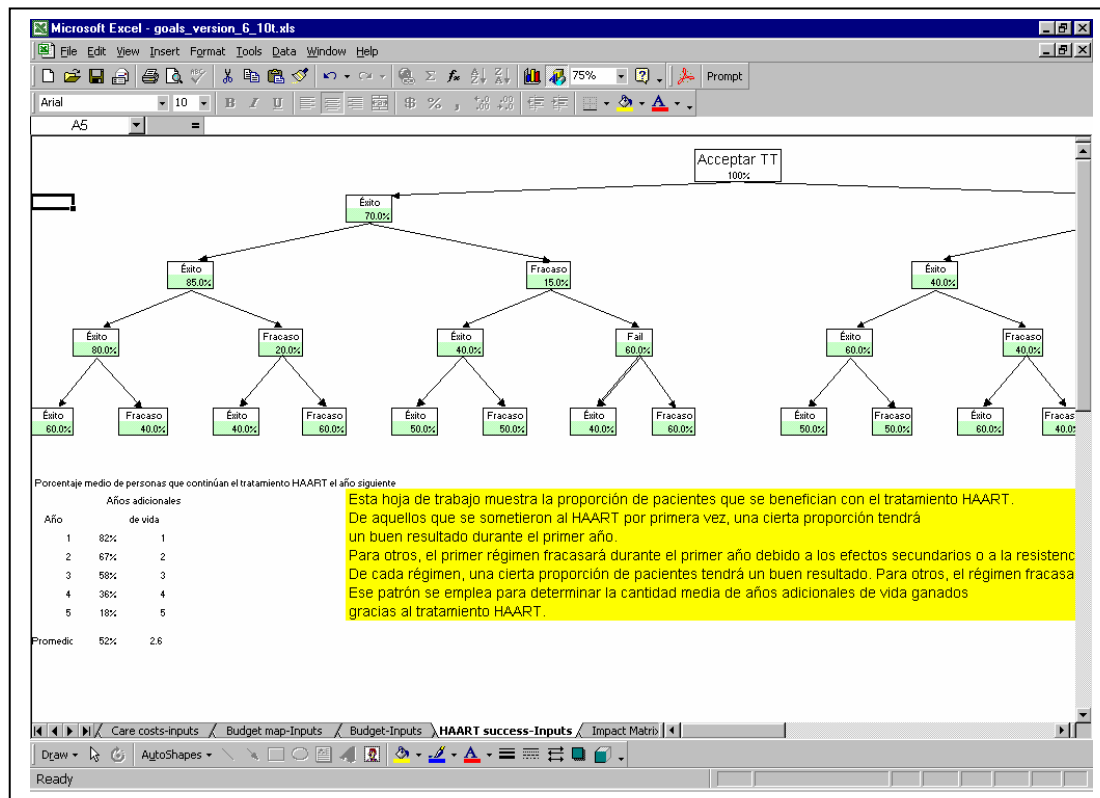 Microsoft Excel - goals_version_6_10t.xls
File Edit View Insert Format Tools Data Window Help
75% Prompt
Arial 10 B I U $ % ,
A5 =
Acceptar TT
100%
Éxito
70.0%
Éxito Fracaso Éxito
85.0% 15.0% 40.0%
Éxito Fracaso Éxito Fail Éxito Fracaso
80.0% 20.0% 40.0% 60.0% 60.0% 40.0%
Éxito Fracaso Éxito Fracaso Éxito Fracaso Éxito Fracaso Éxito Fracaso Éxito Fracas
60.0% 40.0% 40.0% 60.0% 50.0% 50.0% 40.0% 60.0% 50.0% 50.0% 60.0% 40.0%
Porcentaje medio de personas que continúan el tratamiento HAART el año siguiente
Años adicionales
Año de vida
1 82% 1
2 67% 2
3 58% 3
4 36% 4
5 18% 5
Promedic 52% 2.6
Esta hoja de trabajo muestra la proporción de pacientes que se benefician con el tratamiento HAART.
De aquellos que se sometieron al HAART por primera vez, una cierta proporción tendrá
un buen resultado durante el primer año.
Para otros, el primer régimen fracasará durante el primer año debido a los efectos secundarios o a la resistenc
De cada régimen, una cierta proporción de pacientes tendrá un buen resultado. Para otros, el régimen fracasa
Ese patrón se emplea para determinar la cantidad media de años adicionales de vida ganados
gracias al tratamiento HAART.
Care costs-inputs Budget map-Inputs Budget-Inputs HAART success-Inputs Impact Matrix
Draw AutoShapes
Ready